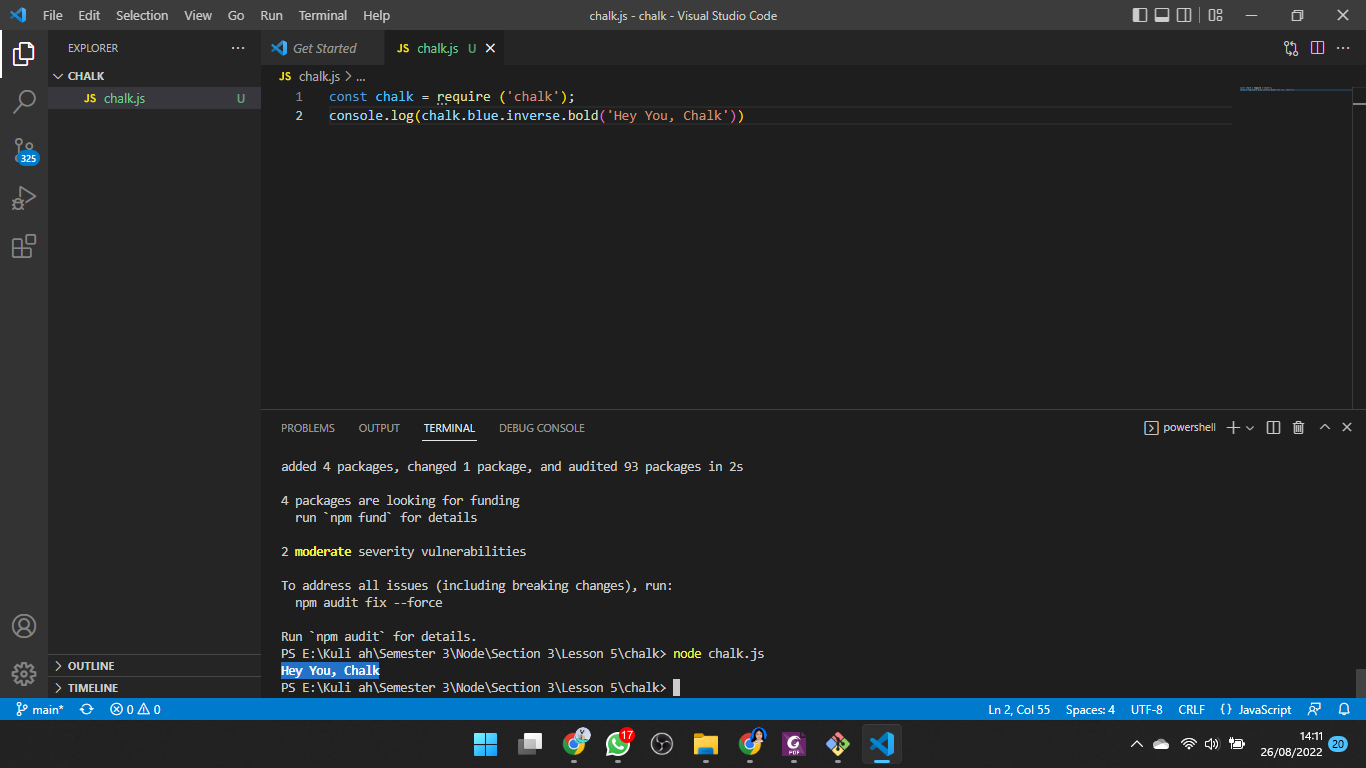 File Edit Selection View Go Run Terminal Help
chalk.js - chalk - Visual Studio Code
EXPLORER
CHALK
JS chalk.js U
325
OUTLINE
TIMELINE
Get Started
JS chalk.js U
JS chalk.js > ...
1 const chalk = require ('chalk');
2 console.log(chalk.blue.inverse.bold('Hey You, Chalk'))
PROBLEMS OUTPUT TERMINAL DEBUG CONSOLE
powershell
added 4 packages, changed 1 package, and audited 93 packages in 2s
4 packages are looking for funding
run `npm fund` for details
2 moderate severity vulnerabilities
To address all issues (including breaking changes), run:
npm audit fix --force
Run `npm audit` for details.
PS E:\Kuli ah\Semester 3\Node\Section 3\Lesson 5\chalk> node chalk.js
Hey You, Chalk
PS E:\Kuli ah\Semester 3\Node\Section 3\Lesson 5\chalk>
main* 0 0
Ln 2, Col 55 Spaces: 4 UTF-8 CRLF {} JavaScript
17
PDF
14:11
26/08/2022
20